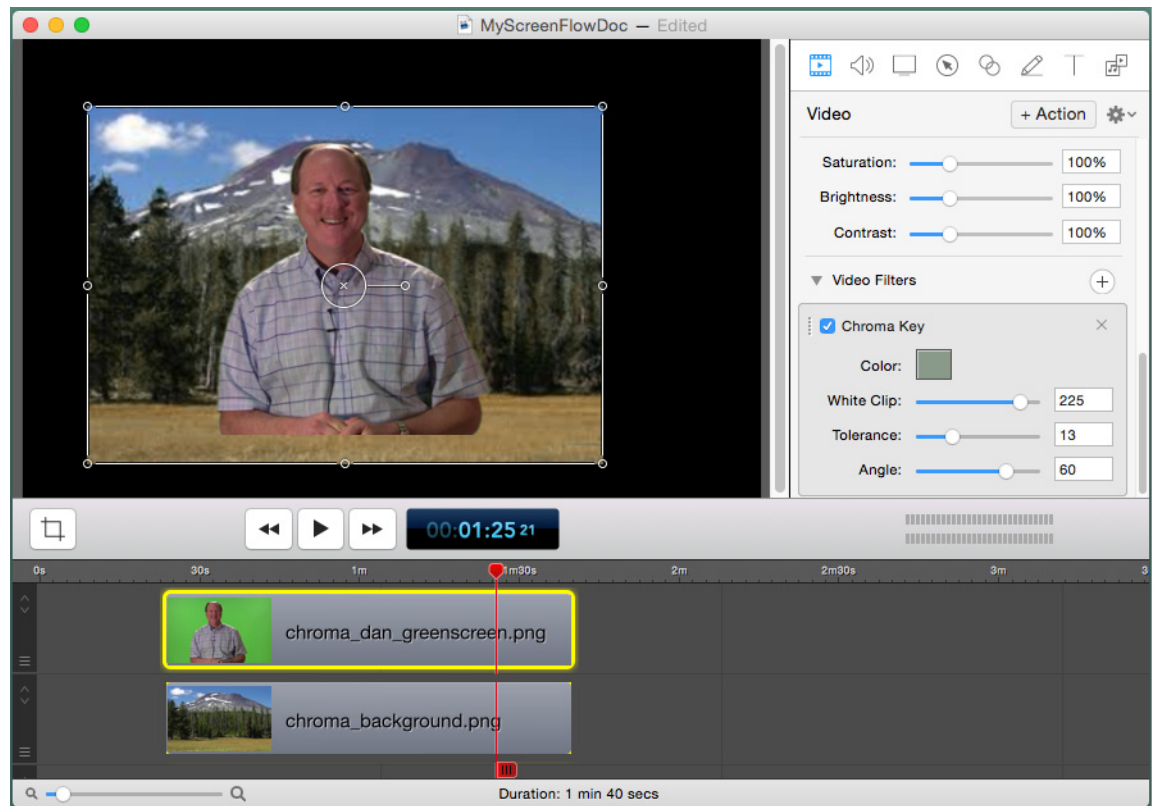 MyScreenFlowDoc — Edited
Video
+ Action
Saturation: 100%
Brightness: 100%
Contrast: 100%
Video Filters
Chroma Key
Color:
White Clip: 225
Tolerance: 13
Angle: 60
00:01:25 21
0s 30s 1m 1m30s 2m 2m30s 3m 3
chroma_dan_greenscreen.png
chroma_background.png
Duration: 1 min 40 secs